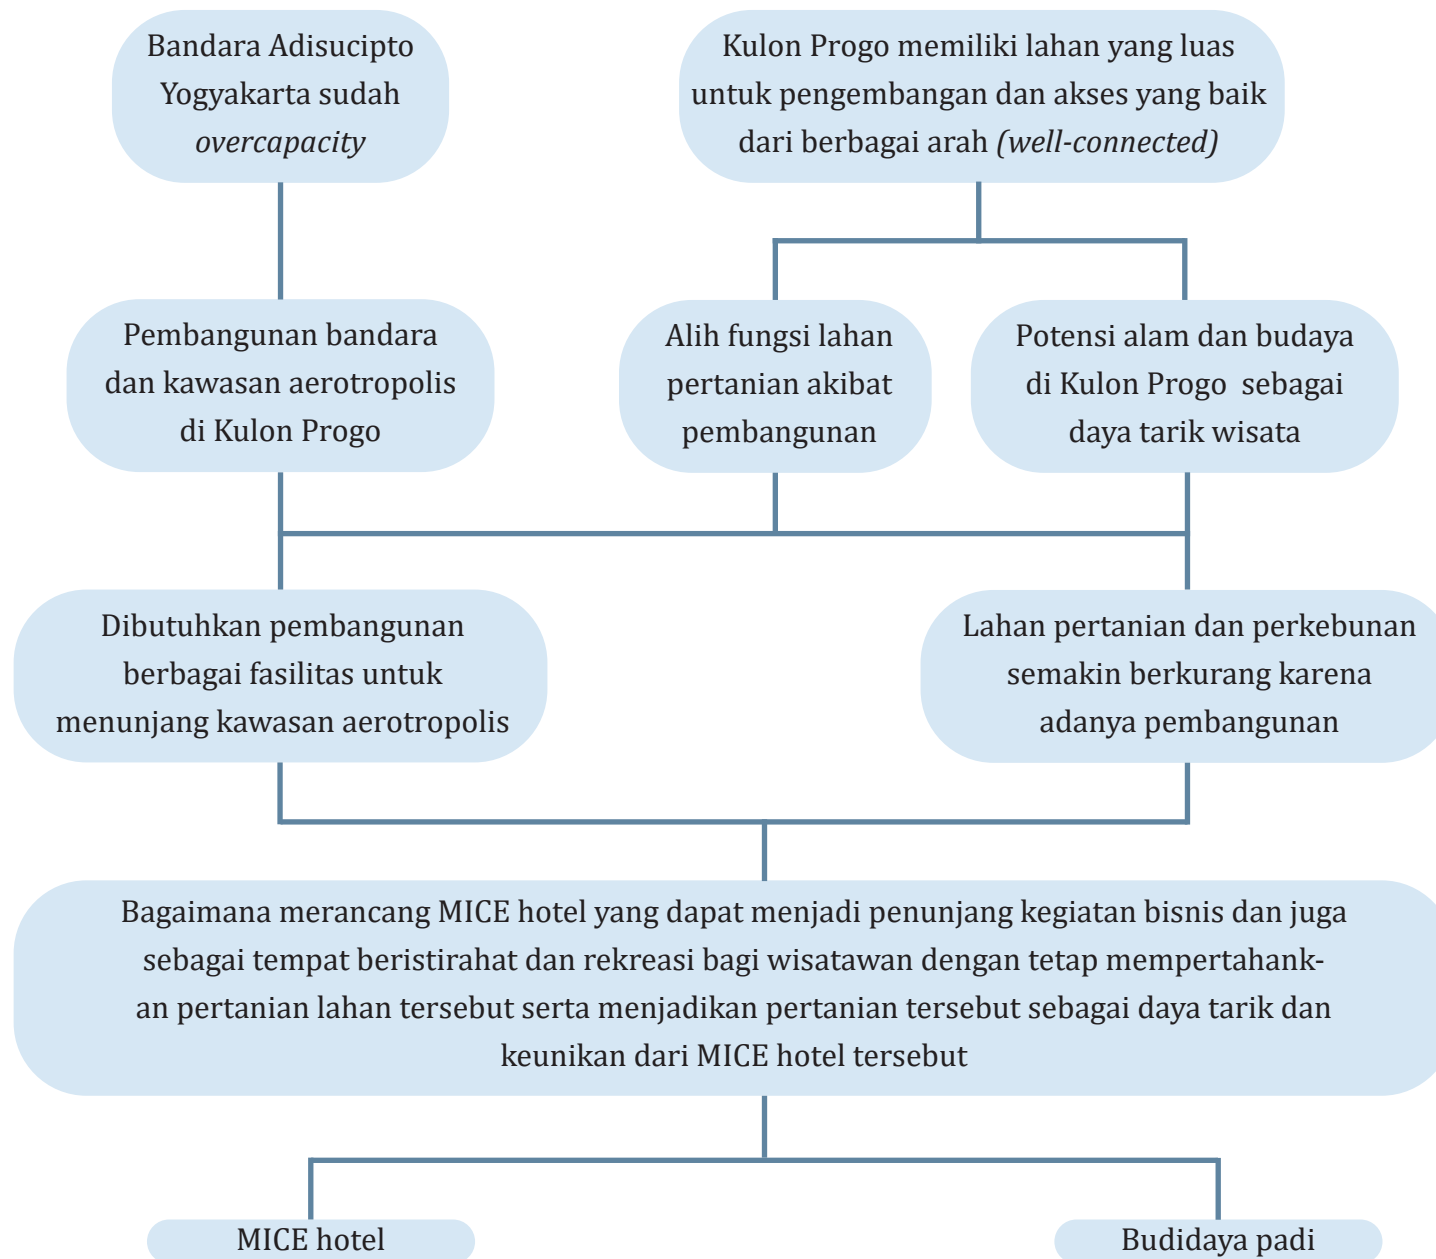 Bandara Adisucipto
Yogyakarta sudah
overcapacity
Kulon Progo memiliki lahan yang luas
untuk pengembangan dan akses yang baik
dari berbagai arah (well-connected)
Pembangunan bandara
dan kawasan aerotropolis
di Kulon Progo
Alih fungsi lahan
pertanian akibat
pembangunan
Potensi alam dan budaya
di Kulon Progo sebagai
daya tarik wisata
Dibutuhkan pembangunan
berbagai fasilitas untuk
menunjang kawasan aerotropolis
Lahan pertanian dan perkebunan
semakin berkurang karena
adanya pembangunan
Bagaimana merancang MICE hotel yang dapat menjadi penunjang kegiatan bisnis dan juga
sebagai tempat beristirahat dan rekreasi bagi wisatawan dengan tetap mempertahank-
an pertanian lahan tersebut serta menjadikan pertanian tersebut sebagai daya tarik dan
keunikan dari MICE hotel tersebut
MICE hotel
Budidaya padi